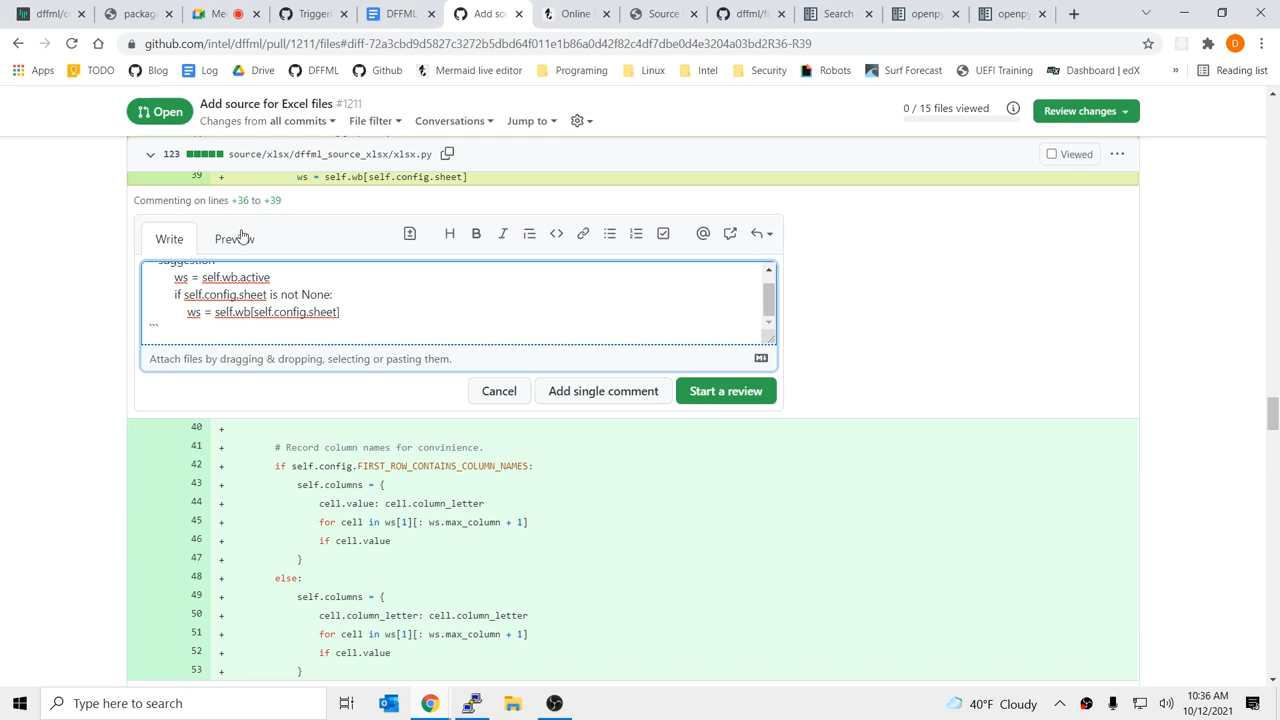 dffml/c
packag
Me
Trigger
DFFML
Add so
Online
Source
dffml/
Search
openpy
openpy
github.com/intel/dffml/pull/1211/files#diff-72a3cbd9d5827c3273c5dbd64f011e1b86a0d42f82c4df7dbe0d4e3204a03bd2R36-R39
D
Apps
TODO
Blog
Log
Drive
DFFML
Github
Mermaid live editor
Programing
Linux
Intel
Security
Robots
Surf Forecast
UEFI Training
Dashboard | edX
»
Reading list
Open
Add source for Excel files #1211
Changes from all commits
File filter
Conversations
Jump to
0 / 15 files viewed
Review changes
123 source/xlsx/dffml_source_xlsx/xlsx.py
Viewed
39 + ws = self.wb[self.config.sheet]
Commenting on lines +36 to +39
Write
Preview
suggestion
ws = self.wb.active
if self.config.sheet is not None:
ws = self.wb[self.config.sheet]
```
Attach files by dragging & dropping, selecting or pasting them.
Cancel
Add single comment
Start a review
40 +
41 + # Record column names for convinience.
42 + if self.config.FIRST_ROW_CONTAINS_COLUMN_NAMES:
43 + self.columns = {
44 + cell.value: cell.column_letter
45 + for cell in ws[1][: ws.max_column + 1]
46 + if cell.value
47 + }
48 + else:
49 + self.columns = {
50 + cell.column_letter: cell.column_letter
51 + for cell in ws[1][: ws.max_column + 1]
52 + if cell.value
53 + }
Type here to search
40°F Cloudy
10:36 AM
10/12/2021